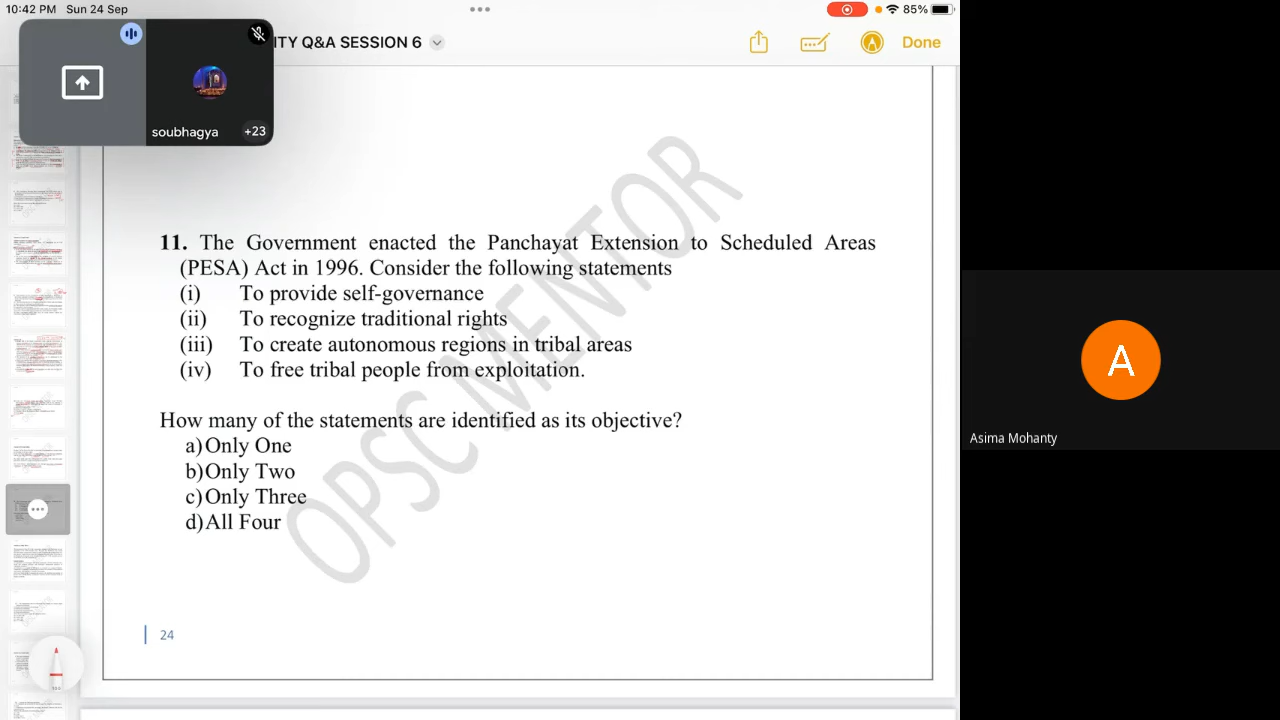 10:42 PM Sun 24 Sep
85%
ITY Q&A SESSION 6
Done
soubhagya
+23
11. The Government enacted the Panchayat Extension to Scheduled Areas
(PESA) Act in 1996. Consider the following statements
(i) To provide self-governance
(ii) To recognize traditional rights
(iii) To create autonomous regions in tribal areas
(iv) To free tribal people from exploitation.
How many of the statements are identified as its objective?
a) Only One
b) Only Two
c) Only Three
d) All Four
OPSC MENTOR
24
A
Asima Mohanty